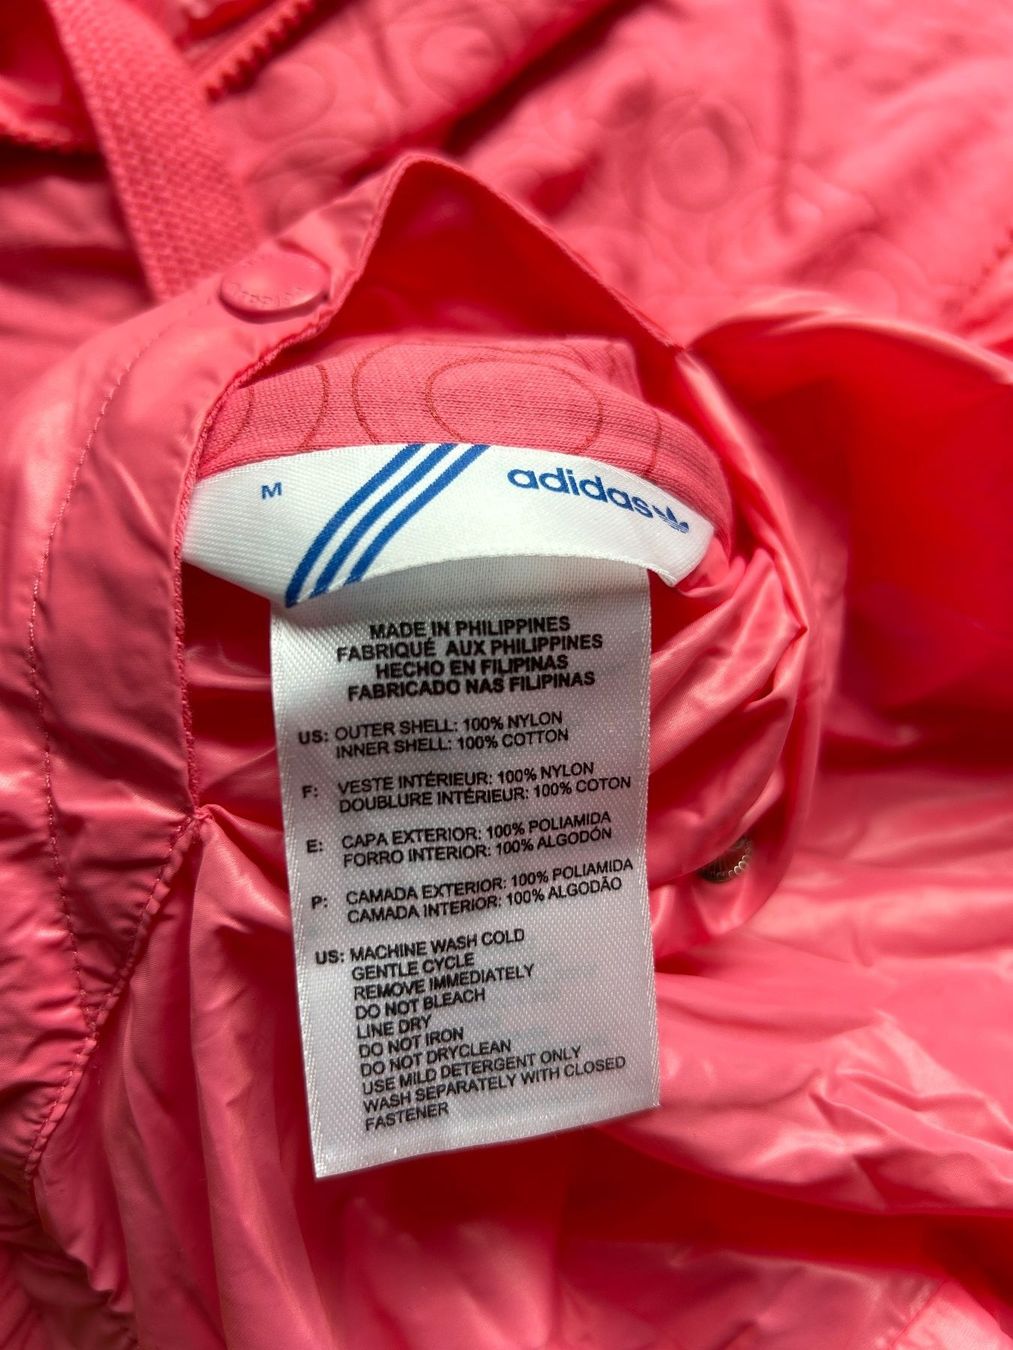 M
adidas
MADE IN PHILIPPINES
FABRIQUÉ AUX PHILIPPINES
HECHO EN FILIPINAS
FABRICADO NAS FILIPINAS
US: OUTER SHELL: 100% NYLON
INNER SHELL: 100% COTTON
F: VESTE INTÉRIEUR: 100% NYLON
DOUBLURE INTÉRIEUR: 100% COTON
E: CAPA EXTERIOR: 100% POLIAMIDA
FORRO INTERIOR: 100% ALGODÓN
P: CAMADA EXTERIOR: 100% POLIAMIDA
CAMADA INTERIOR: 100% ALGODÃO
US: MACHINE WASH COLD
GENTLE CYCLE
REMOVE IMMEDIATELY
DO NOT BLEACH
LINE DRY
DO NOT IRON
DO NOT DRYCLEAN
USE MILD DETERGENT ONLY
WASH SEPARATELY WITH CLOSED
FASTENER